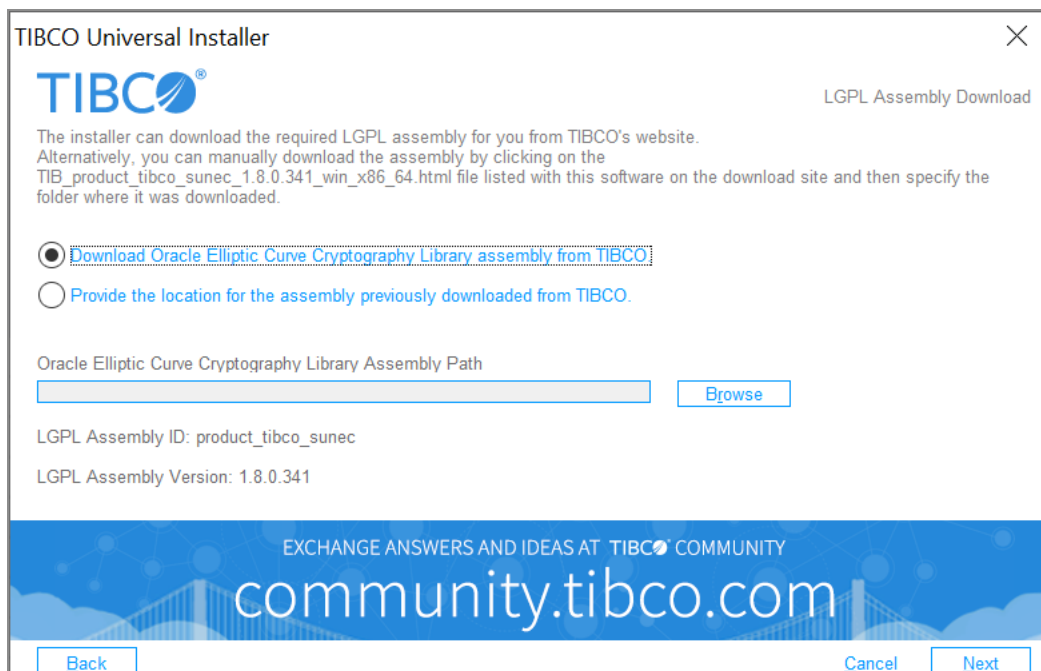 TIBCO Universal Installer
TIBCO®
LGPL Assembly Download
The installer can download the required LGPL assembly for you from TIBCO's website.
Alternatively, you can manually download the assembly by clicking on the
TIB_product_tibco_sunec_1.8.0.341_win_x86_64.html file listed with this software on the download site and then specify the
folder where it was downloaded.
Download Oracle Elliptic Curve Cryptography Library assembly from TIBCO.
Provide the location for the assembly previously downloaded from TIBCO.
Oracle Elliptic Curve Cryptography Library Assembly Path
Browse
LGPL Assembly ID: product_tibco_sunec
LGPL Assembly Version: 1.8.0.341
EXCHANGE ANSWERS AND IDEAS AT TIBCO COMMUNITY
community.tibco.com
Back
Cancel
Next